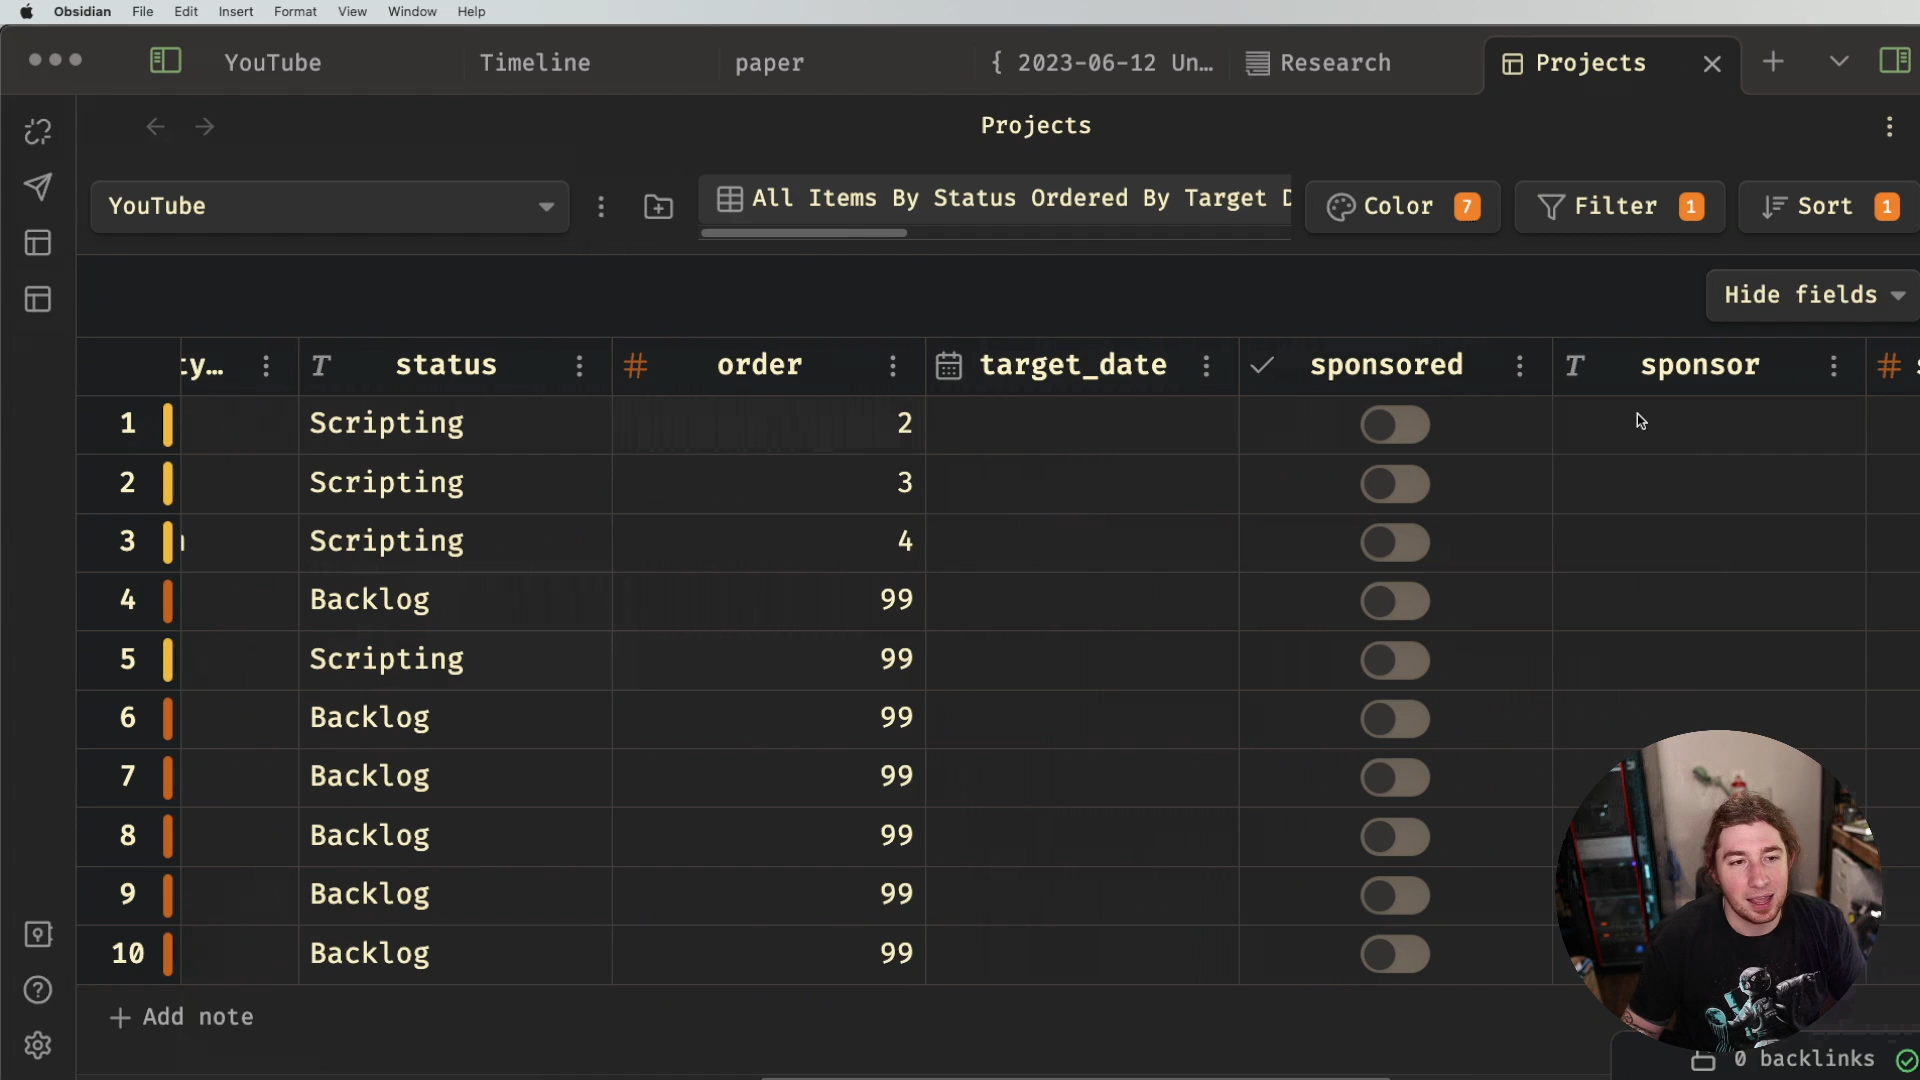 Obsidian File Edit Insert Format View Window Help
YouTube Timeline paper { 2023-06-12 Un... Research Projects
Projects
YouTube All Items By Status Ordered By Target Color 7 Filter 1 Sort 1
Hide fields
ty... status order target_date sponsored sponsor
1 Scripting 2
2 Scripting 3
3 Scripting 4
4 Backlog 99
5 Scripting 99
6 Backlog 99
7 Backlog 99
8 Backlog 99
9 Backlog 99
10 Backlog 99
+ Add note
0 backlinks